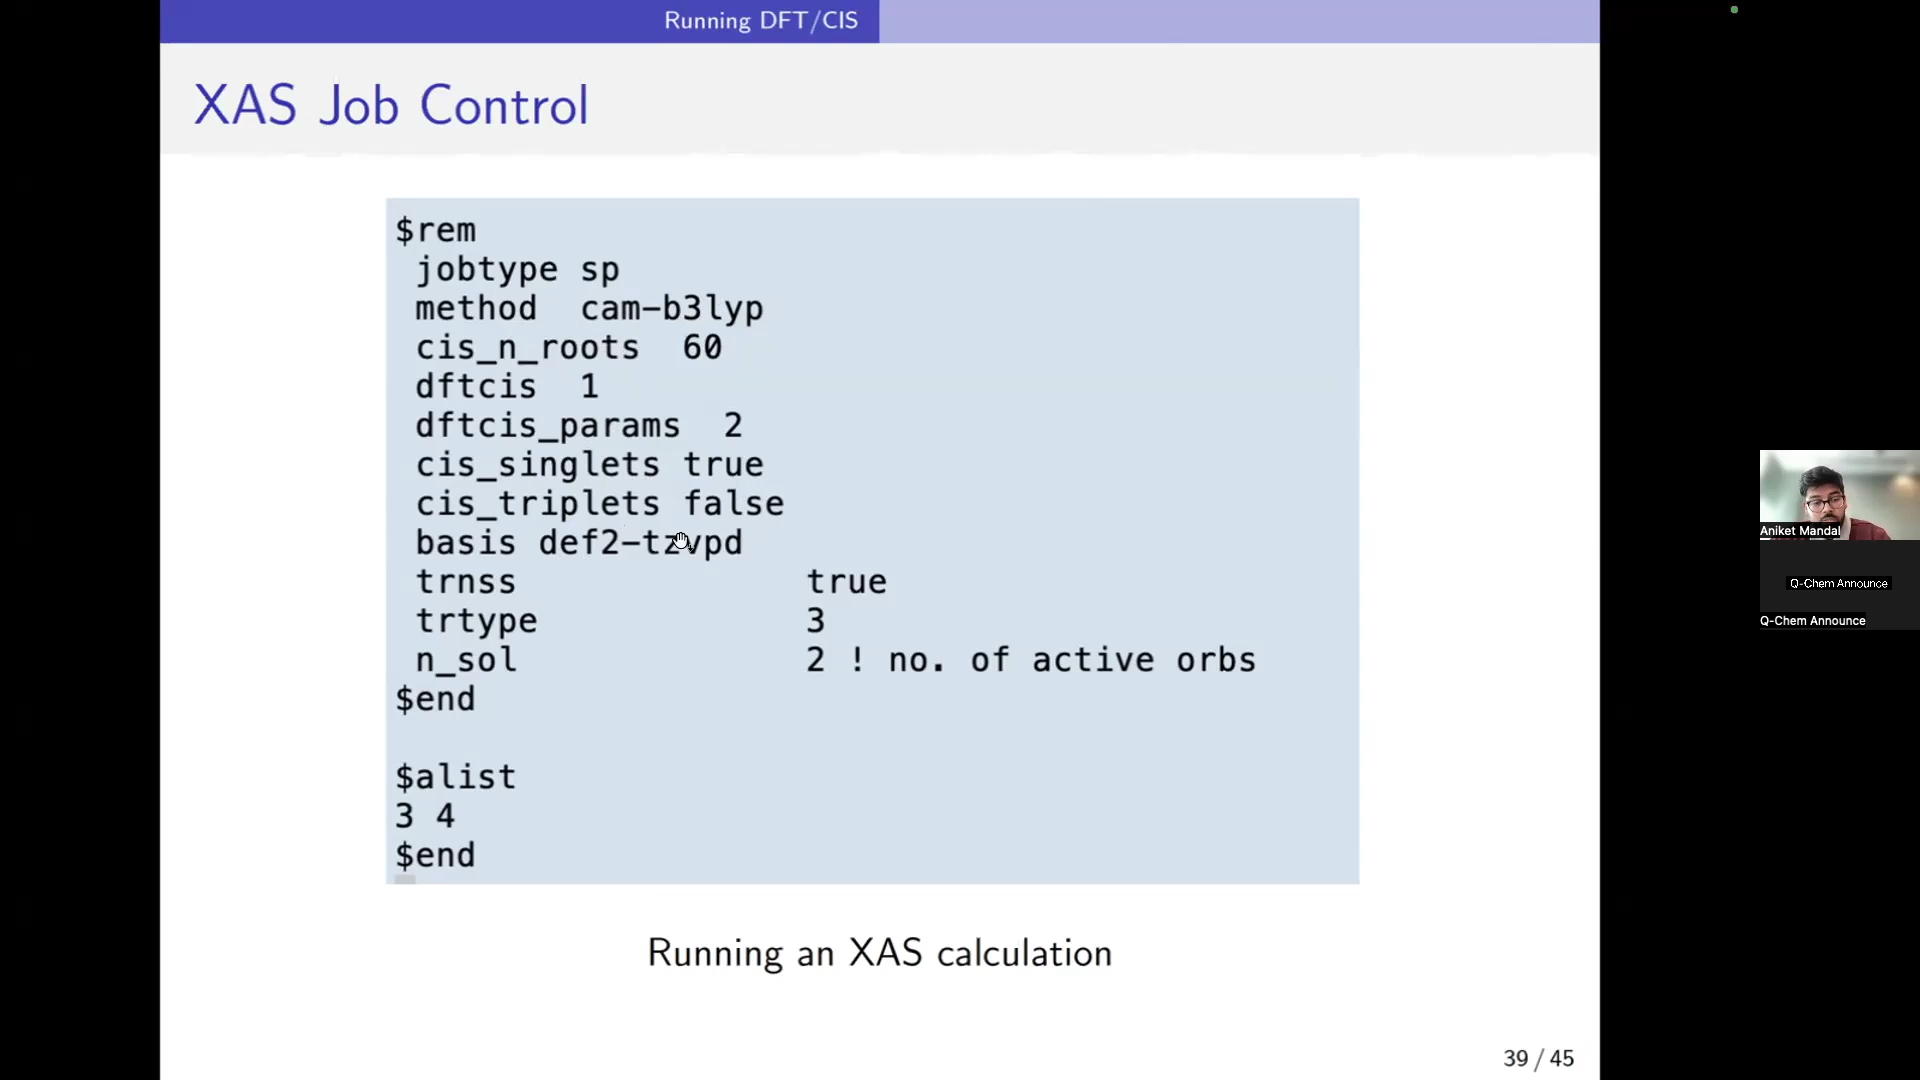 Running DFT/CIS
XAS Job Control
$rem
jobtype sp
method cam-b3lyp
cis_n_roots 60
dftcis 1
dftcis_params 2
cis_singlets true
cis_triplets false
basis def2-tzvpd
trnss true
trtype 3
n_sol 2 ! no. of active orbs
$end
$alist
3 4
$end
Running an XAS calculation
39 / 45
Aniket Mandal
Q-Chem Announce
Q-Chem Announce